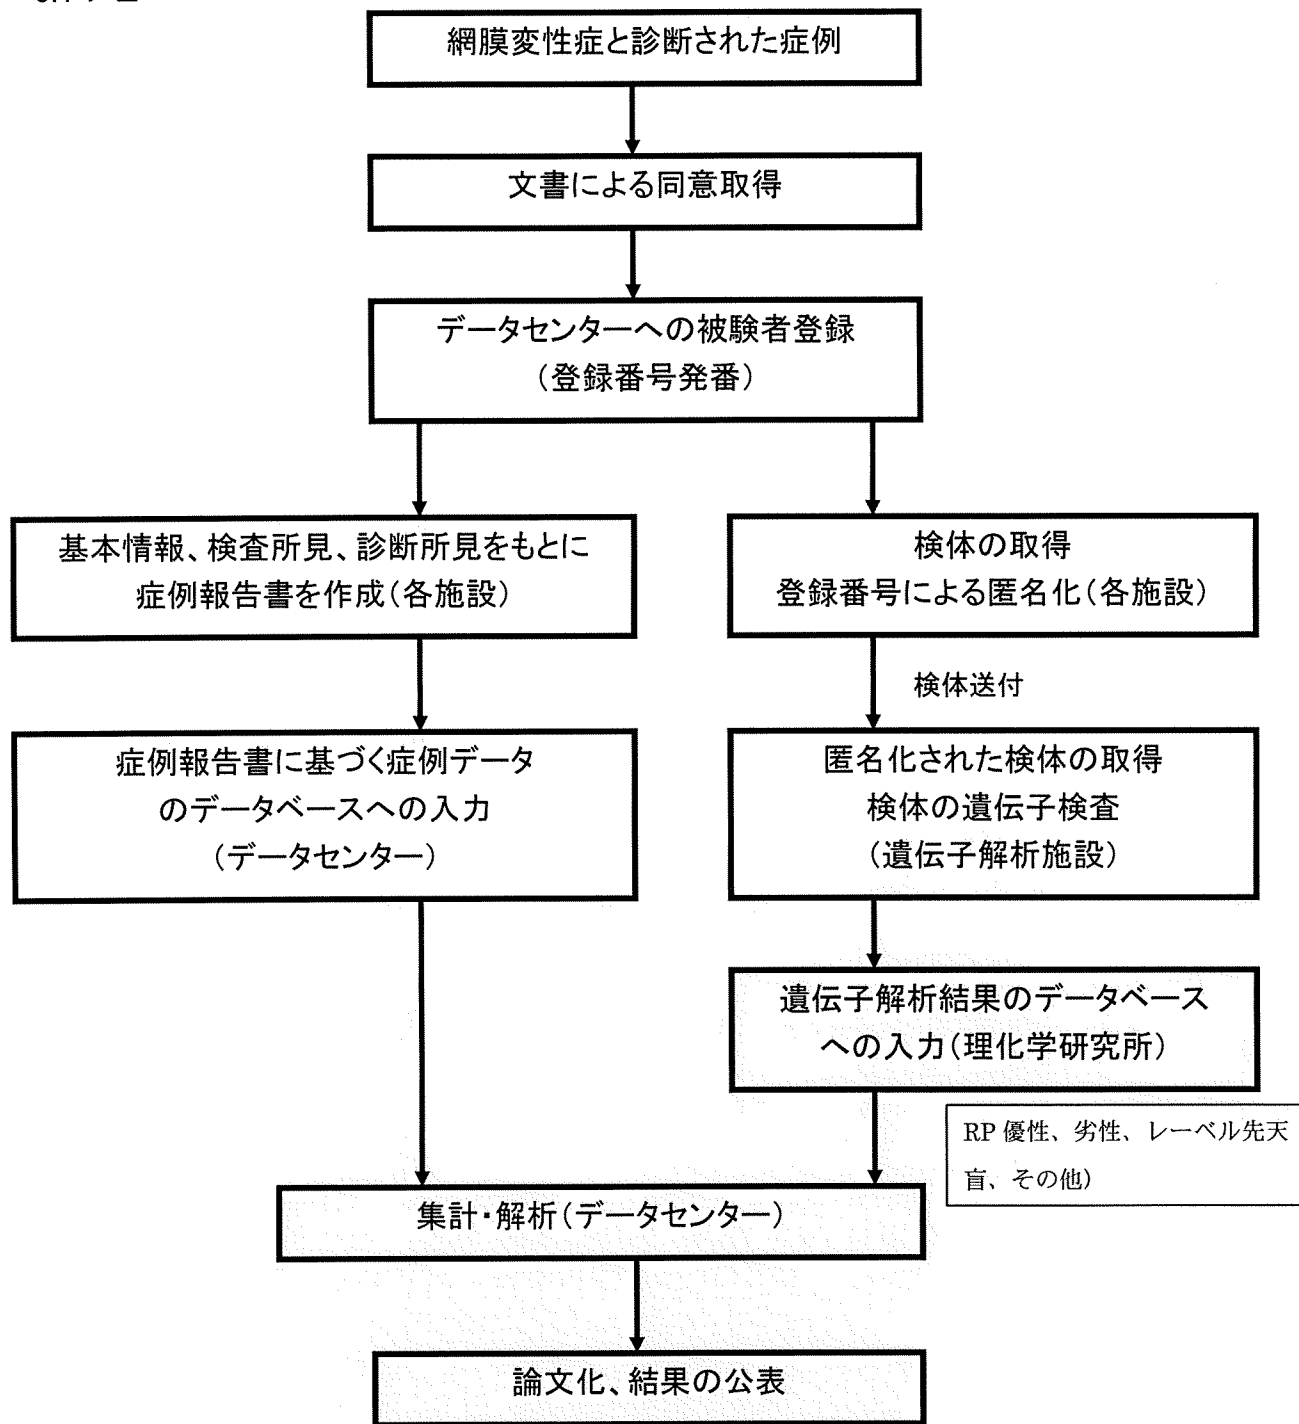 網膜変性症と診断された症例
文書による同意取得
データセンターへの被験者登録
(登録番号発番)
基本情報、検査所見、診断所見をもとに
症例報告書を作成(各施設)
検体の取得
登録番号による匿名化(各施設)
検体送付
症例報告書に基づく症例データ
のデータベースへの入力
(データセンター)
匿名化された検体の取得
検体の遺伝子検査
(遺伝子解析施設)
遺伝子解析結果のデータベース
への入力(理化学研究所)
RP 優性、劣性、レーベル先天
盲、その他)
集計・解析(データセンター)
論文化、結果の公表